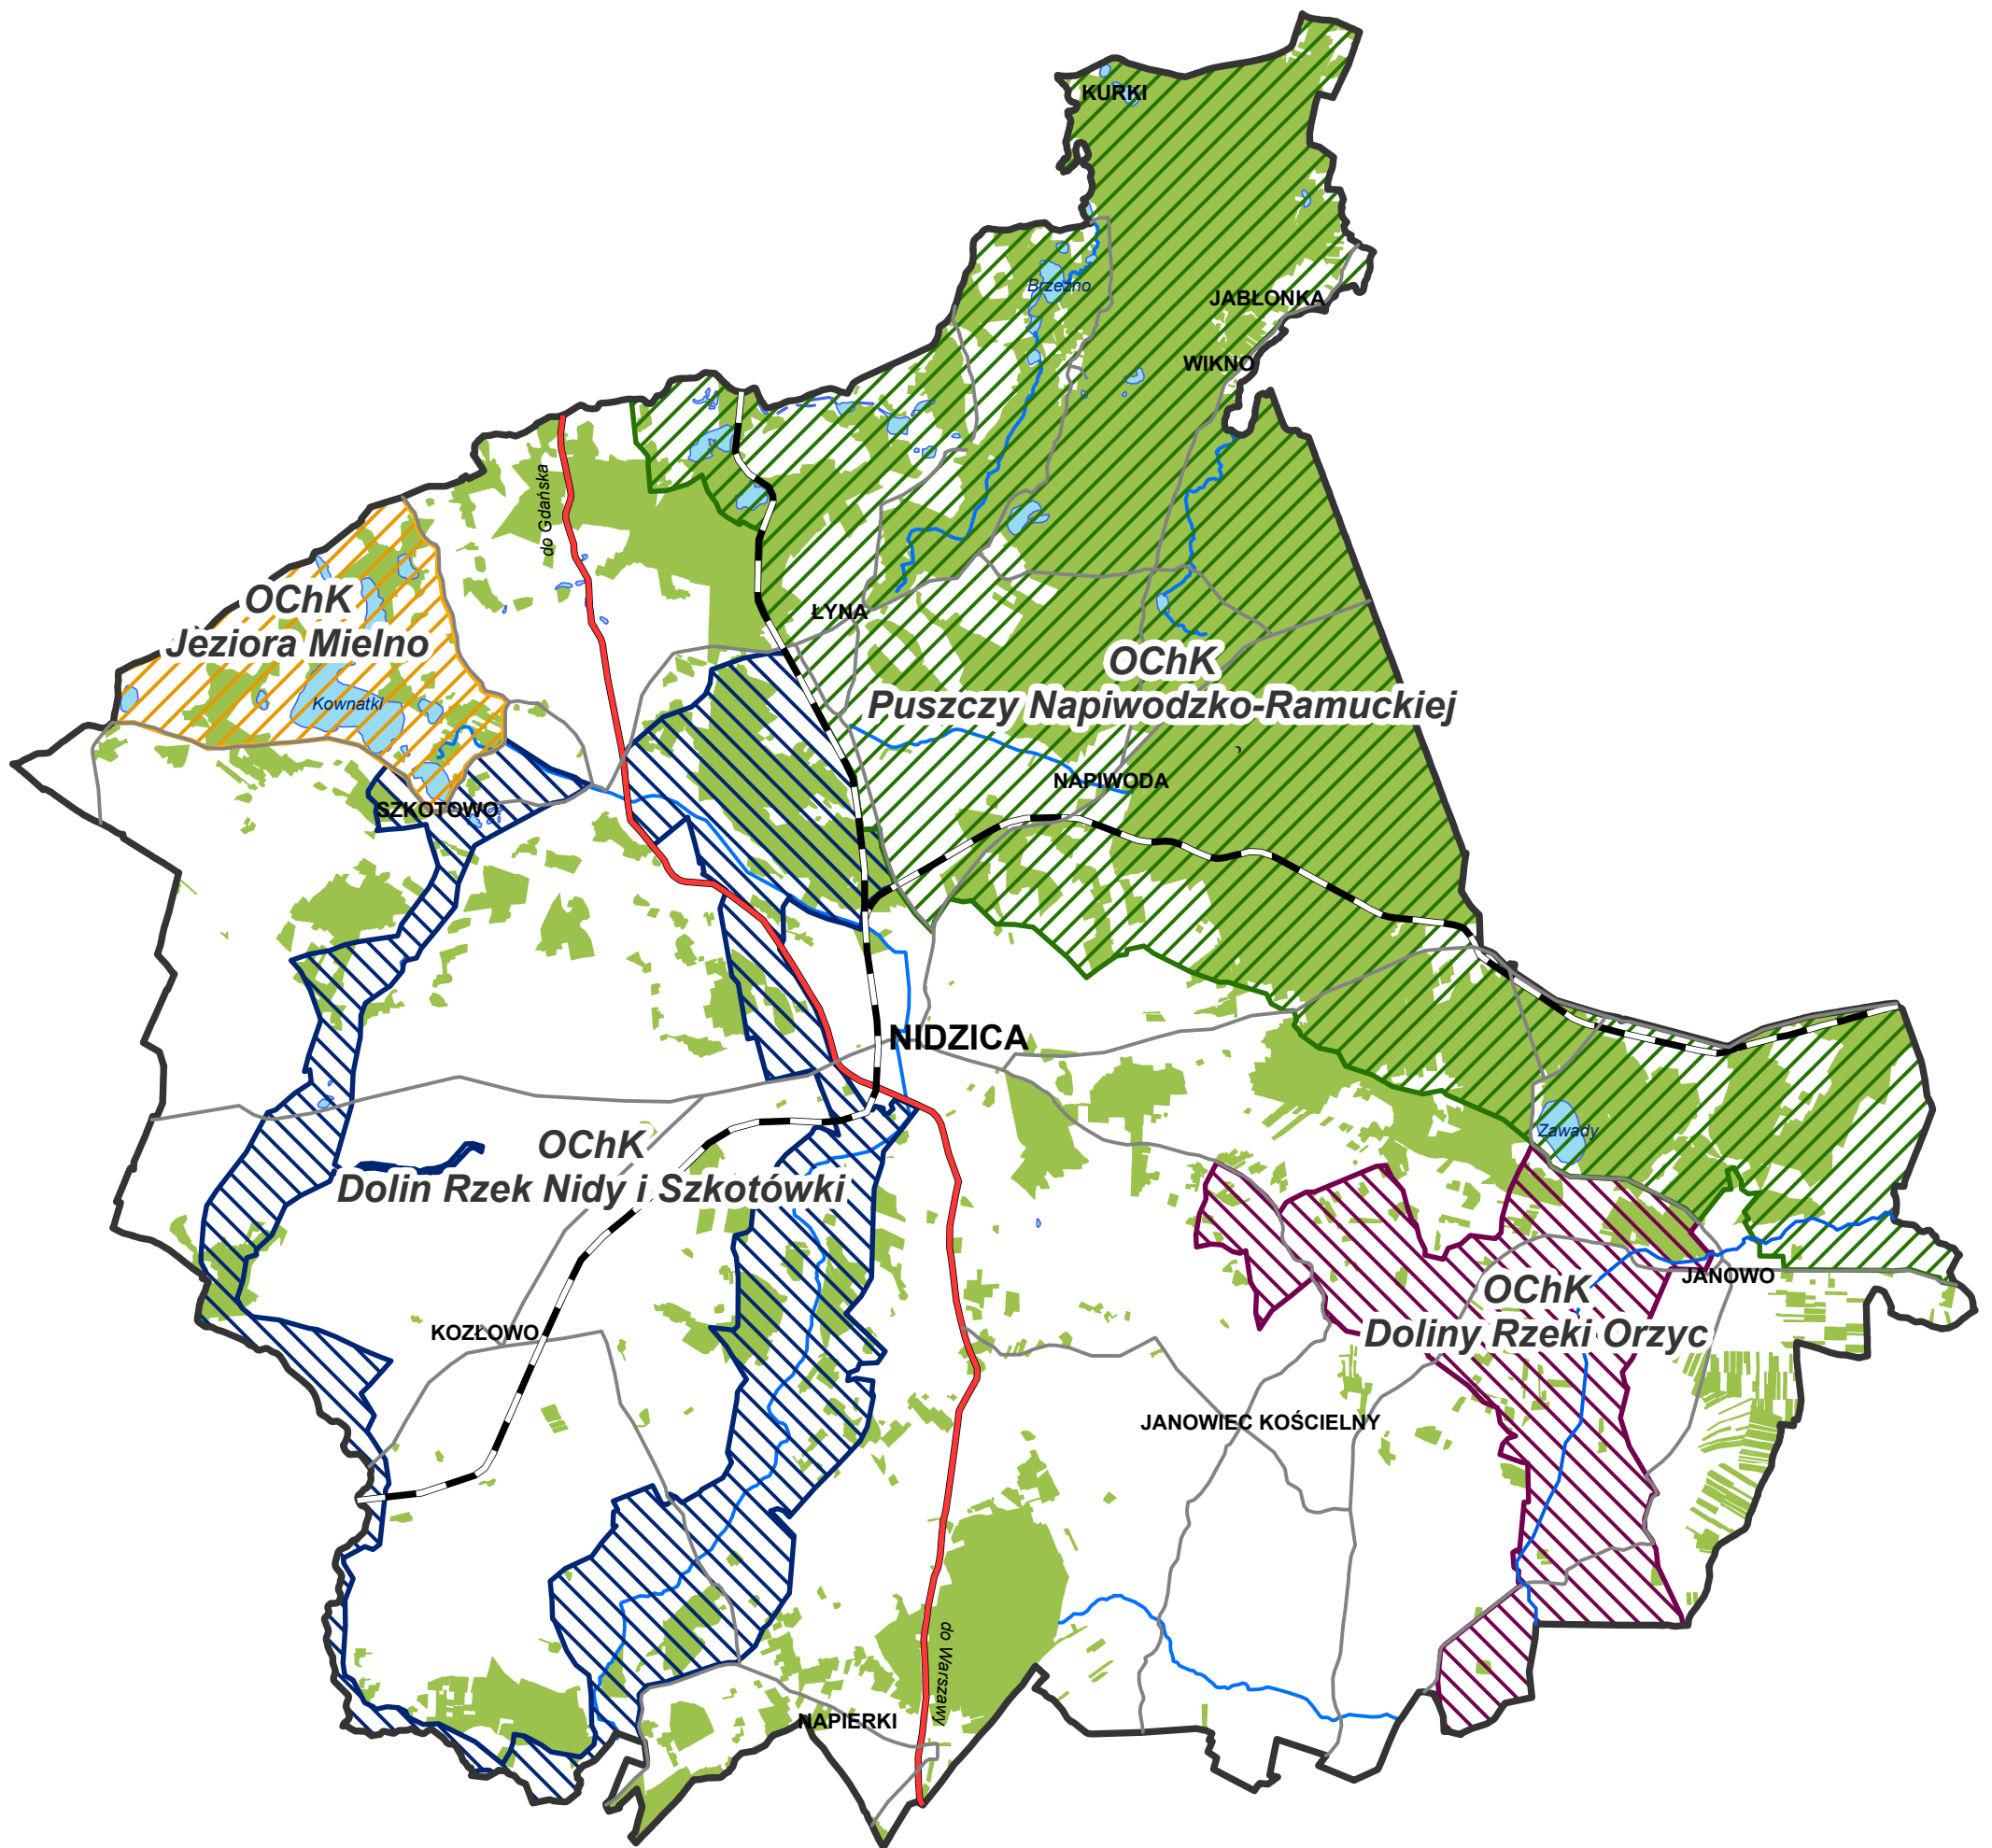 KURKI
Brzeźno
JABŁONKA
WIKNO
do Gdańska
OChK
Jeziora Mielno
ŁYNA
OChK
Puszczy Napiwodzko-Ramuckiej
Kownatki
NAPIWODA
SZKOTOWO
NIDZICA
Zawady
OChK
Dolin Rzek Nidy i Szkotówki
JANOWO
OChK
Doliny Rzeki Orzyc
KOZŁOWO
JANOWIEC KOŚCIELNY
do Warszawy
NAPIERKI